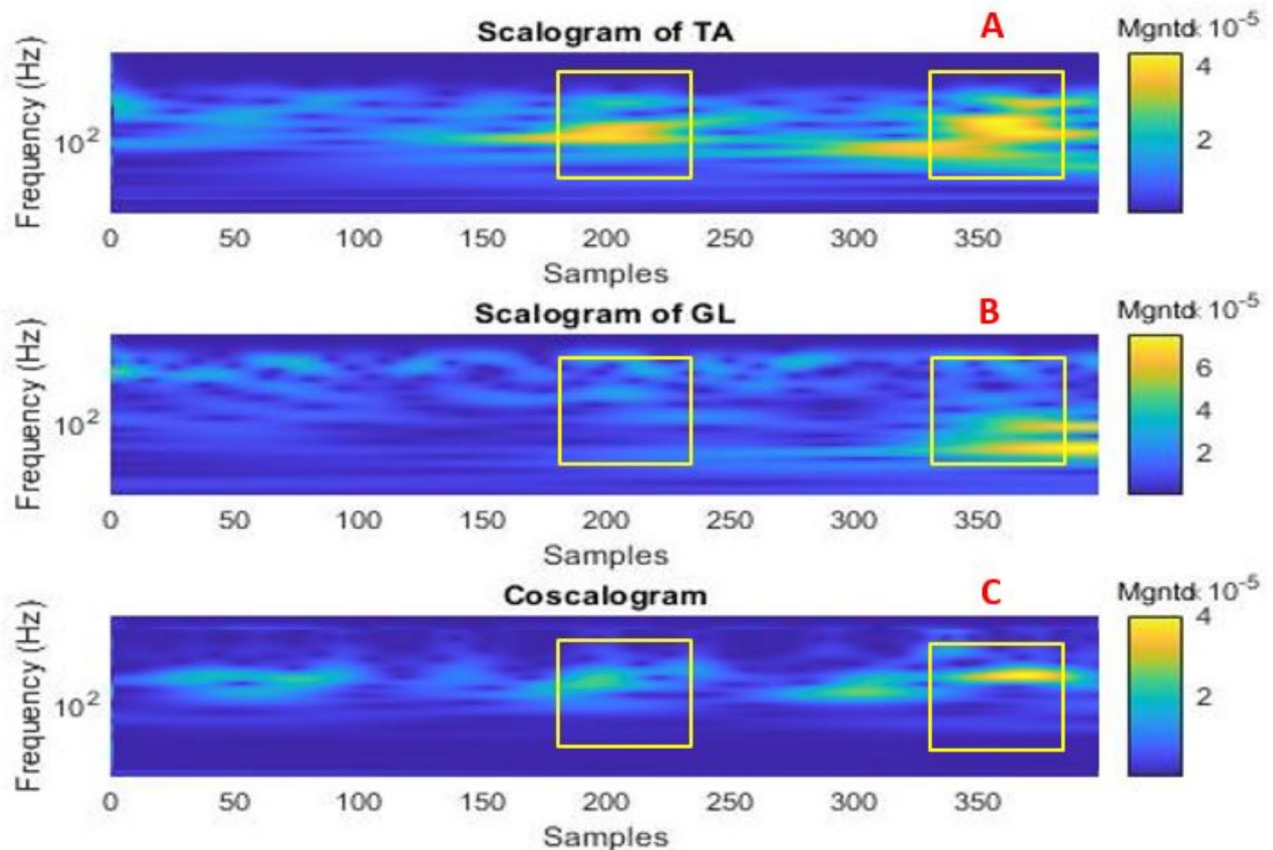 Scalogram of TA
A
Mgntd x 10^-5
Frequency (Hz)
10^2
4
2
0 50 100 150 200 250 300 350
Samples
Scalogram of GL
B
Mgntd x 10^-5
Frequency (Hz)
10^2
6
4
2
0 50 100 150 200 250 300 350
Samples
Coscalogram
C
Mgntd x 10^-5
Frequency (Hz)
10^2
4
2
0 50 100 150 200 250 300 350
Samples